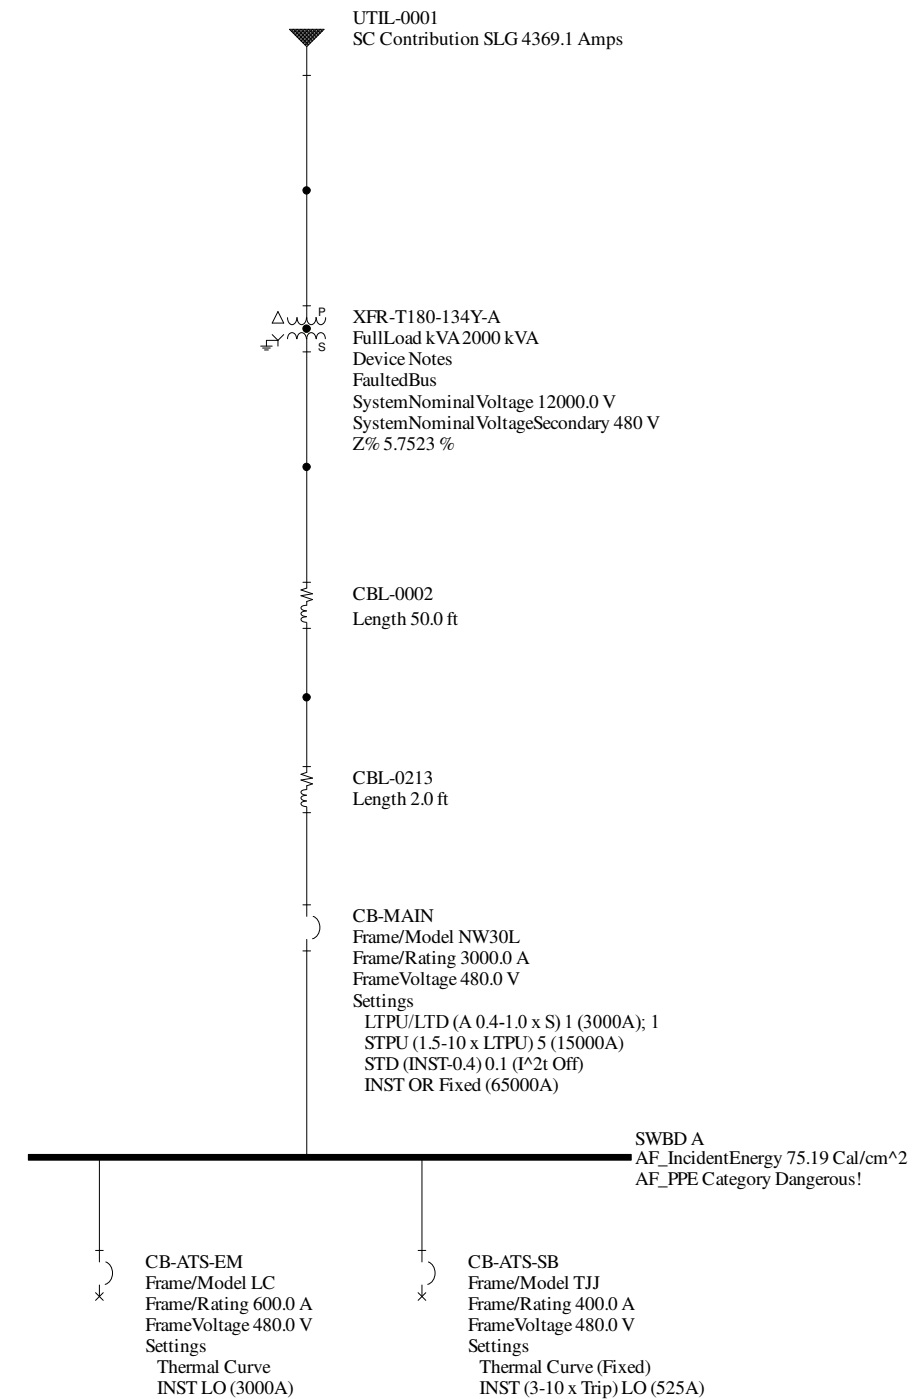 UTIL-0001
SC Contribution SLG 4369.1 Amps
P
S
XFR-T180-134Y-A
FullLoad kVA 2000 kVA
Device Notes
FaultedBus
SystemNominalVoltage 12000.0 V
SystemNominalVoltageSecondary 480 V
Z% 5.7523 %
CBL-0002
Length 50.0 ft
CBL-0213
Length 2.0 ft
CB-MAIN
Frame/Model NW30L
Frame/Rating 3000.0 A
FrameVoltage 480.0 V
Settings
LTPU/LTD (A 0.4-1.0 x S) 1 (3000A); 1
STPU (1.5-10 x LTPU) 5 (15000A)
STD (INST-0.4) 0.1 (I^2t Off)
INST OR Fixed (65000A)
SWBD A
AF_IncidentEnergy 75.19 Cal/cm^2
AF_PPE Category Dangerous!
CB-ATS-EM
Frame/Model LC
Frame/Rating 600.0 A
FrameVoltage 480.0 V
Settings
Thermal Curve
INST LO (3000A)
CB-ATS-SB
Frame/Model TJJ
Frame/Rating 400.0 A
FrameVoltage 480.0 V
Settings
Thermal Curve (Fixed)
INST (3-10 x Trip) LO (525A)